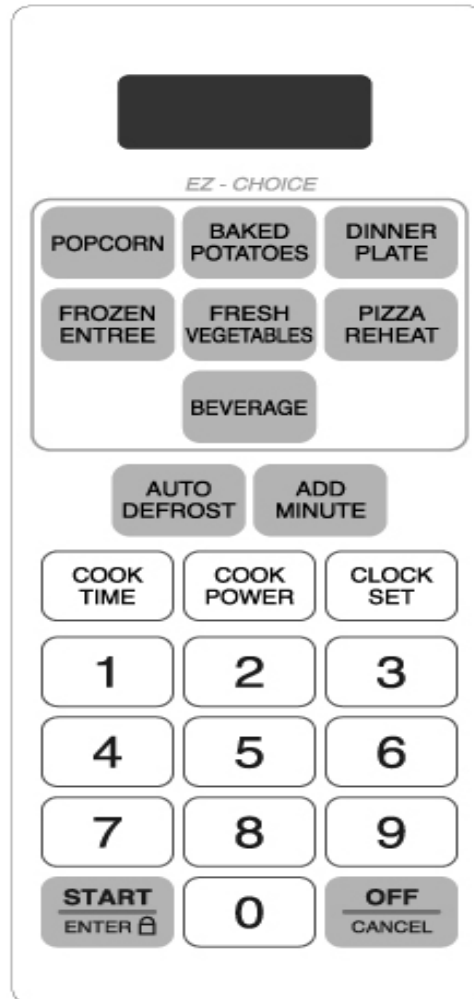 EZ - CHOICE
POPCORN
BAKED
POTATOES
DINNER
PLATE
FROZEN
ENTREE
FRESH
VEGETABLES
PIZZA
REHEAT
BEVERAGE
AUTO
DEFROST
ADD
MINUTE
COOK
TIME
COOK
POWER
CLOCK
SET
1
2
3
4
5
6
7
8
9
START
ENTER
0
OFF
CANCEL